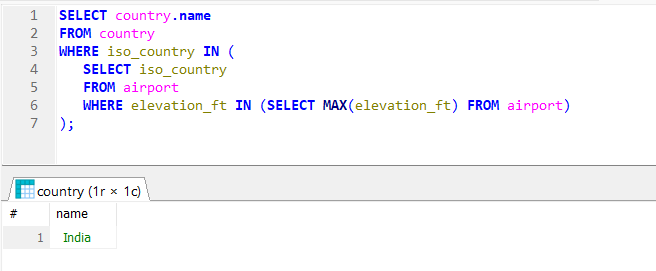 1 SELECT country.name
2 FROM country
3 WHERE iso_country IN (
4 SELECT iso_country
5 FROM airport
6 WHERE elevation_ft IN (SELECT MAX(elevation_ft) FROM airport)
7 );
country (1r × 1c)
# name
1 India